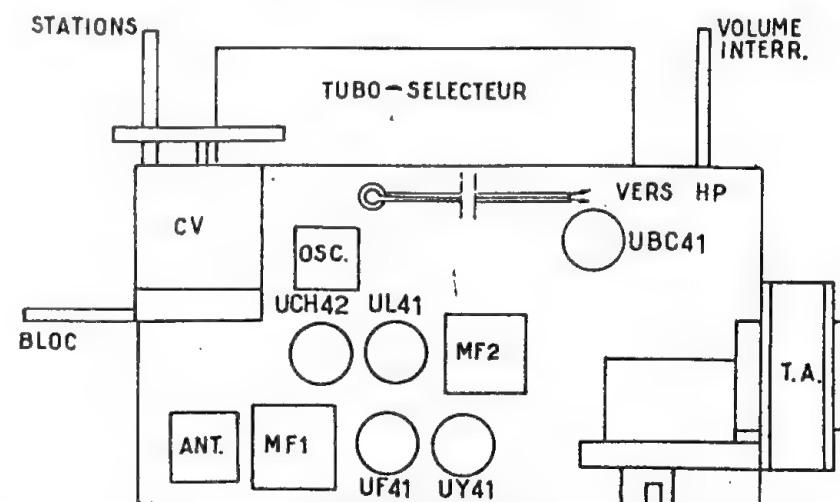 STATIONS
VOLUME
INTERR.
TUBO-SELECTEUR
VERS HP
CV
UBC41
OSC.
UCH42
UL41
BLOC
MF2
T.A.
ANT.
MF1
UF41
UY41